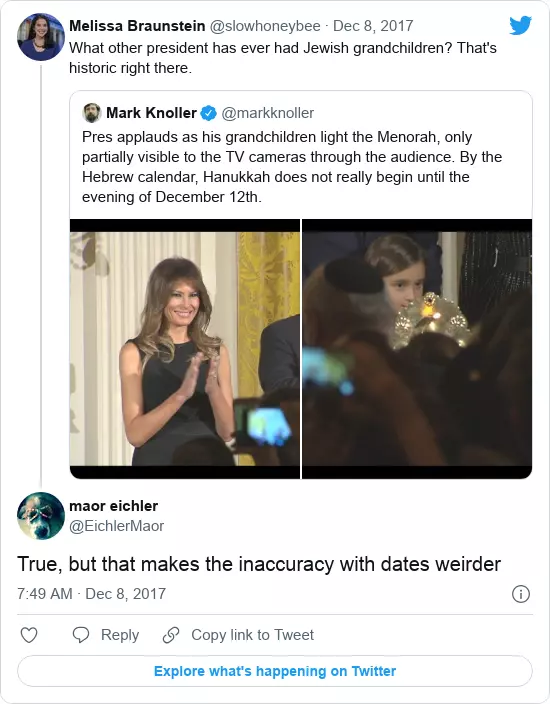 Melissa Braunstein @slowhoneybee · Dec 8, 2017
What other president has ever had Jewish grandchildren? That's
historic right there.
Mark Knoller @markknoller
Pres applauds as his grandchildren light the Menorah, only
partially visible to the TV cameras through the audience. By the
Hebrew calendar, Hanukkah does not really begin until the
evening of December 12th.
maor eichler
@EichlerMaor
True, but that makes the inaccuracy with dates weirder
7:49 AM · Dec 8, 2017
Reply Copy link to Tweet
Explore what's happening on Twitter